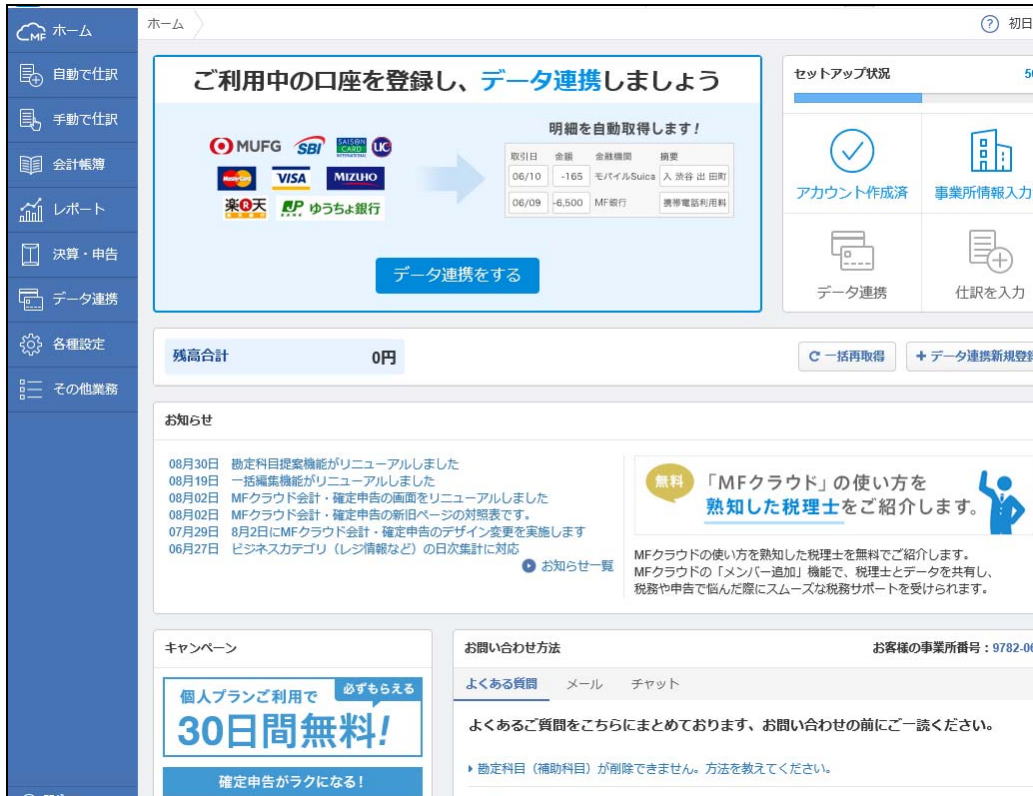 MF ホーム
自動で仕訳
手動で仕訳
会計帳簿
レポート
決算・申告
データ連携
各種設定
その他業務
ホーム
? 初日
ご利用中の口座を登録し、データ連携しましょう
MUFG SBI SAISON CARD INTERNATIONAL UC
MasterCard VISA MIZUHO
楽天 JP ゆうちょ銀行
明細を自動取得します!
取引日 金額 金融機関 摘要
06/10 -165 モバイルSuica 入 渋谷 出 田町
06/09 -6,500 MF銀行 携帯電話利用料
データ連携をする
セットアップ状況
アカウント作成済 事業所情報入力
データ連携 仕訳を入力
残高合計 0円
一括再取得 + データ連携新規登録
お知らせ
08月30日 勘定科目提案機能がリニューアルしました
08月19日 一括編集機能がリニューアルしました
08月02日 MFクラウド会計・確定申告の画面をリニューアルしました
08月02日 MFクラウド会計・確定申告の新旧ページの対照表です。
07月29日 8月2日にMFクラウド会計・確定申告のデザイン変更を実施します
06月27日 ビジネスカテゴリ(レジ情報など)の日次集計に対応
お知らせ一覧
無料
「MFクラウド」の使い方を
熟知した税理士をご紹介します。
MFクラウドの使い方を熟知した税理士を無料でご紹介します。
MFクラウドの「メンバー追加」機能で、税理士とデータを共有し、
税務や申告で悩んだ際にスムーズな税務サポートを受けられます。
キャンペーン
個人プランご利用で 必ずもらえる
30日間無料!
確定申告がラクになる!
お問い合わせ方法
お客様の事業所番号:9782-06
よくある質問 メール チャット
よくあるご質問をこちらにまとめております、お問い合わせの前にご一読ください。
勘定科目(補助科目)が削除できません。方法を教えてください。